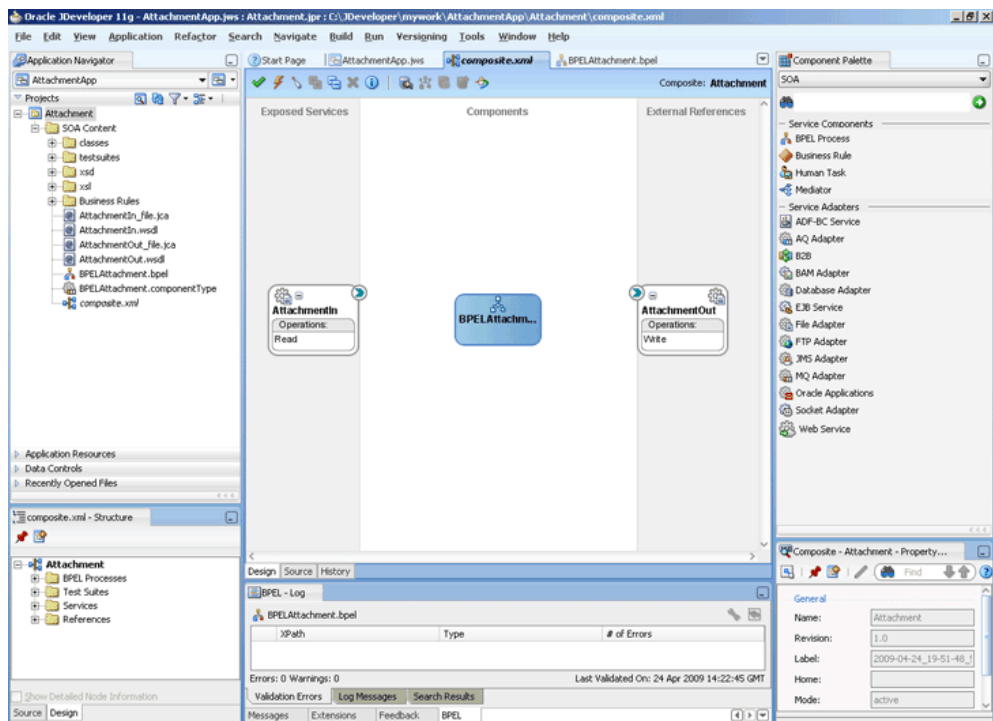 Oracle JDeveloper 11g - AttachmentApp.jws : Attachment.jpr : C:\JDeveloper\mywork\AttachmentApp\Attachment\composite.xml
File Edit View Application Refactor Search Navigate Build Run Versioning Tools Window Help
Application Navigator
AttachmentApp
Projects
Attachment
SOA Content
classes
testsuites
xsd
xsl
Business Rules
AttachmentIn_file.jca
AttachmentIn.wsdl
AttachmentOut_file.jca
AttachmentOut.wsdl
BPELAttachment.bpel
BPELAttachment.componentType
composite.xml
Application Resources
Data Controls
Recently Opened Files
composite.xml - Structure
Attachment
BPEL Processes
Test Suites
Services
References
Show Detailed Node Information
Source Design
Start Page AttachmentApp.jws composite.xml BPELAttachment.bpel
Composite: Attachment
Exposed Services Components External References
AttachmentIn
Operations:
Read
BPELAttachm...
AttachmentOut
Operations:
Write
Design Source History
BPEL - Log
BPELAttachment.bpel
XPath Type # of Errors
Errors: 0 Warnings: 0 Last Validated On: 24 Apr 2009 14:22:45 GMT
Validation Errors Log Messages Search Results
Messages Extensions Feedback BPEL
Component Palette
SOA
Service Components
BPEL Process
Business Rule
Human Task
Mediator
Service Adapters
ADF-BC Service
AQ Adapter
B2B
BAM Adapter
Database Adapter
EJB Service
File Adapter
FTP Adapter
JMS Adapter
MQ Adapter
Oracle Applications
Socket Adapter
Web Service
Composite - Attachment - Property...
Find
General
Name: Attachment
Revision: 1.0
Label: 2009-04-24_19-51-48_
Home:
Mode: active